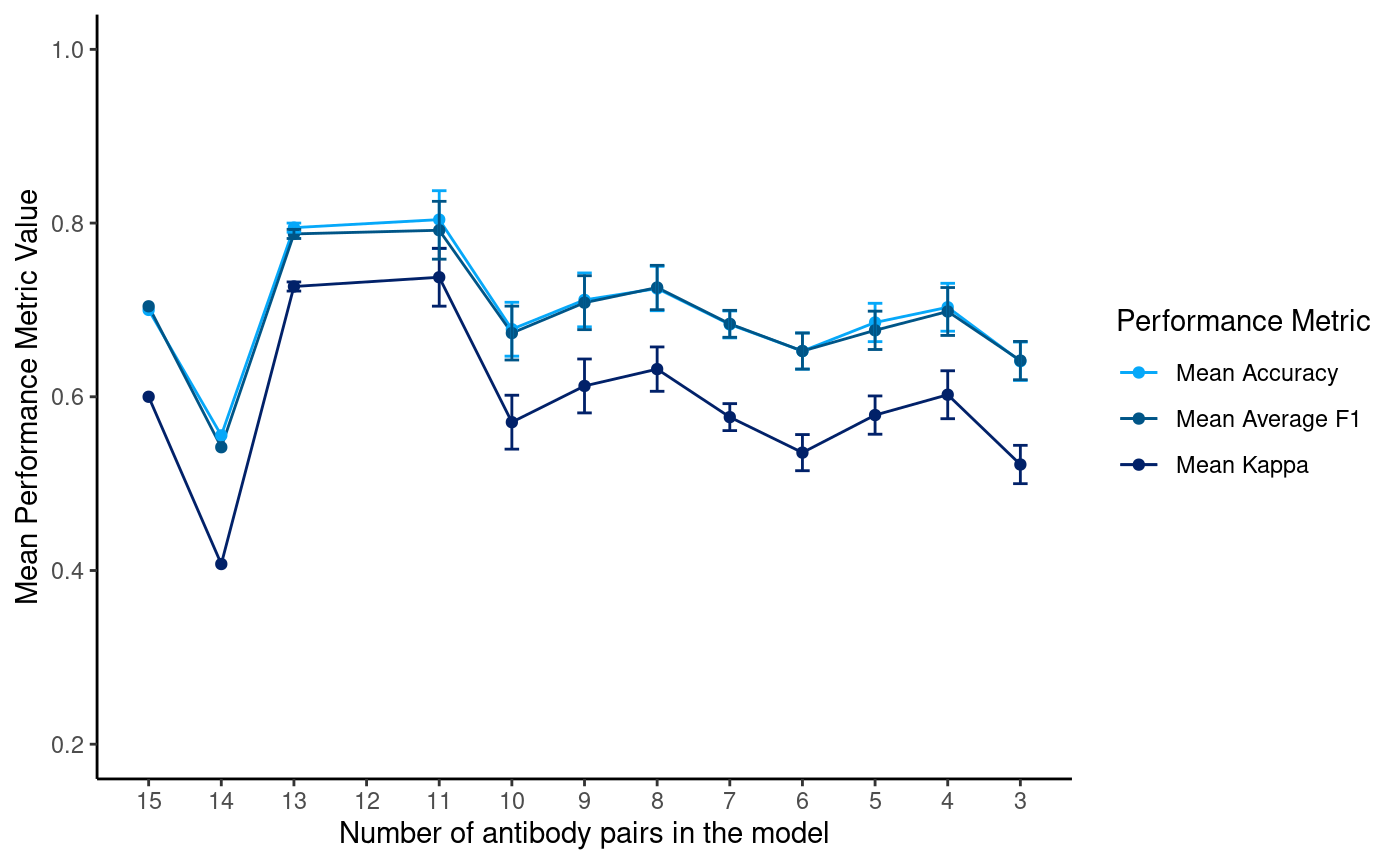 1.0
0.8
0.6
0.4
0.2
Mean Performance Metric Value
15 14 13 12 11 10 9 8 7 6 5 4 3
Number of antibody pairs in the model
Performance Metric
Mean Accuracy
Mean Average F1
Mean Kappa